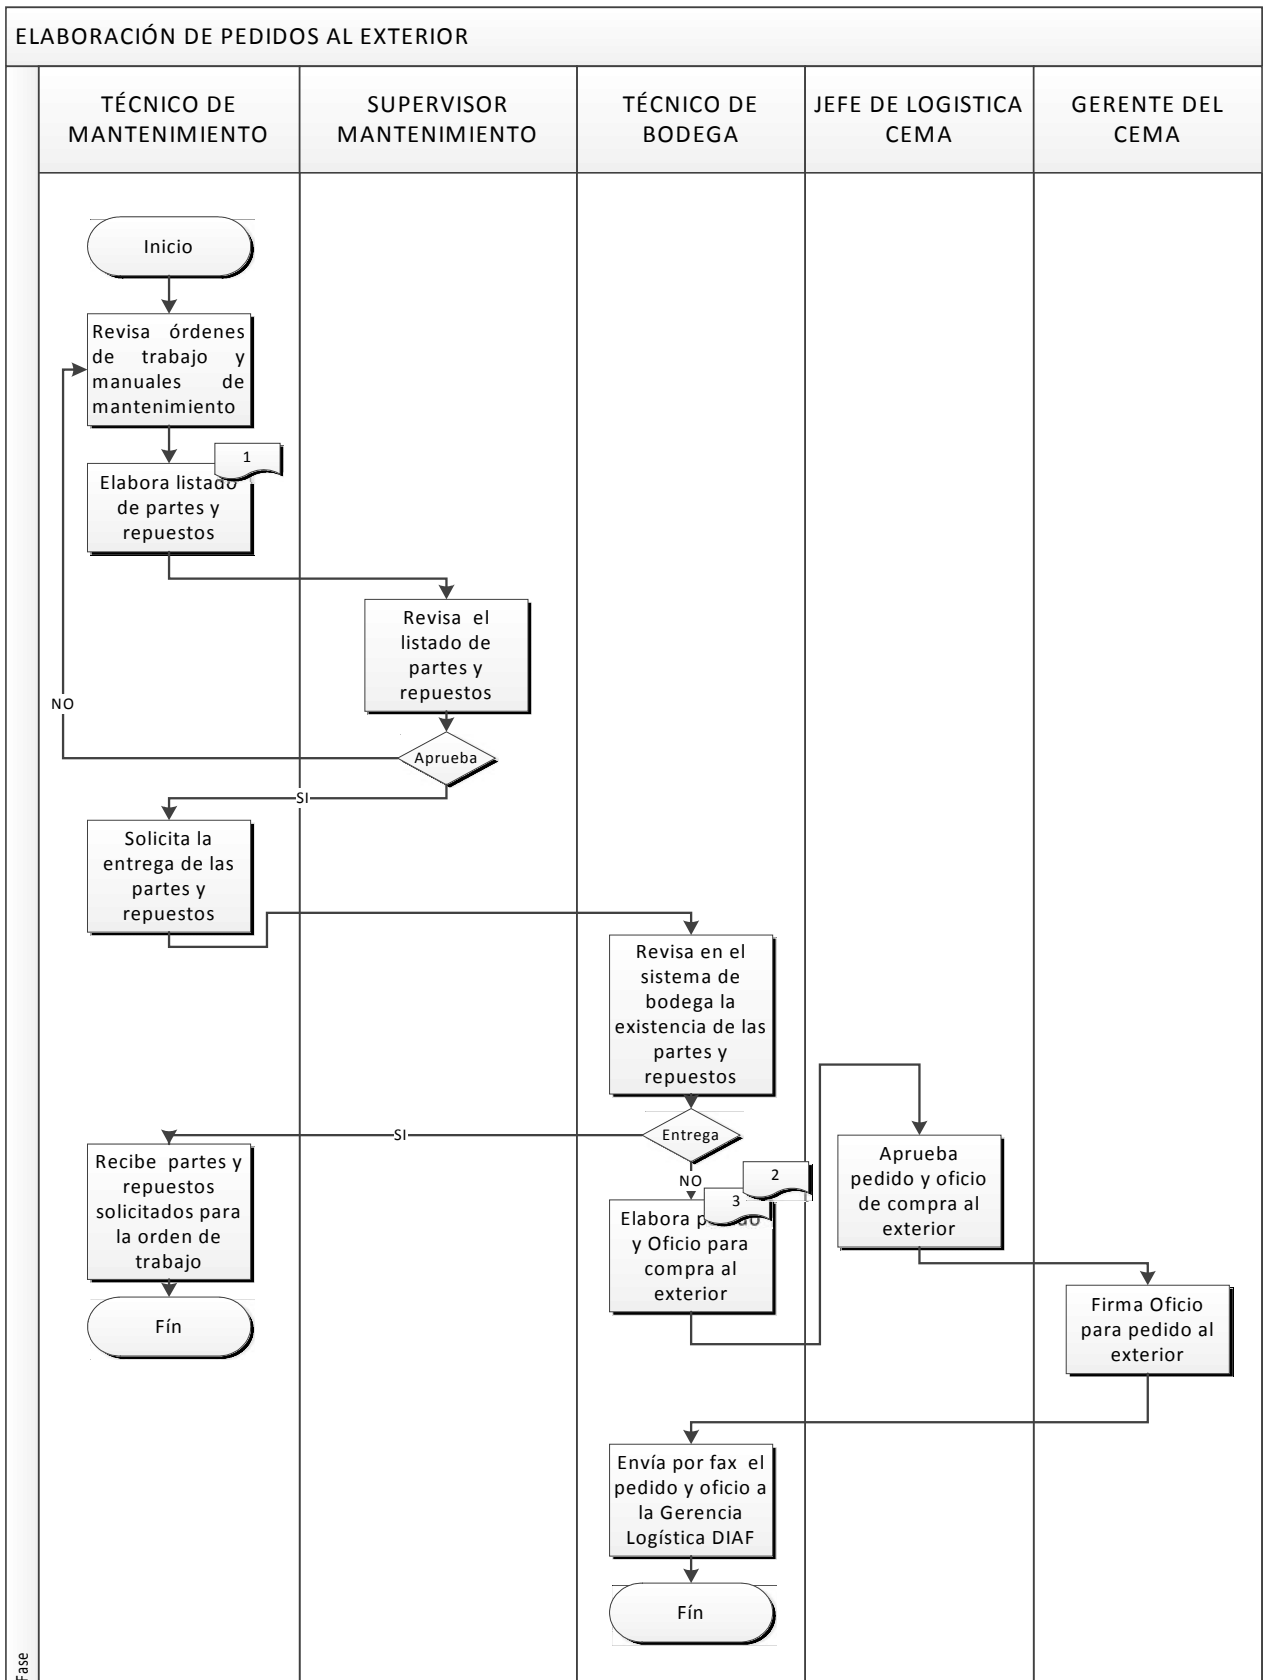 ELABORACIÓN DE PEDIDOS AL EXTERIOR
TÉCNICO DE
MANTENIMIENTO
SUPERVISOR
MANTENIMIENTO
TÉCNICO DE
BODEGA
JEFE DE LOGISTICA
CEMA
GERENTE DEL
CEMA
Inicio
Revisa órdenes
de trabajo y
manuales de
mantenimiento
1
Elabora listado
de partes y
repuestos
Revisa el
listado de
partes y
repuestos
NO
Aprueba
SI
Solicita la
entrega de las
partes y
repuestos
Revisa en el
sistema de
bodega la
existencia de las
partes y
repuestos
Entrega
SI
NO
Recibe partes y
repuestos
solicitados para
la orden de
trabajo
Fín
2
3
Elabora
y Oficio para
compra al
exterior
Aprueba
pedido y oficio
de compra al
exterior
Firma Oficio
para pedido al
exterior
Envía por fax el
pedido y oficio a
la Gerencia
Logística DIAF
Fín
Fase